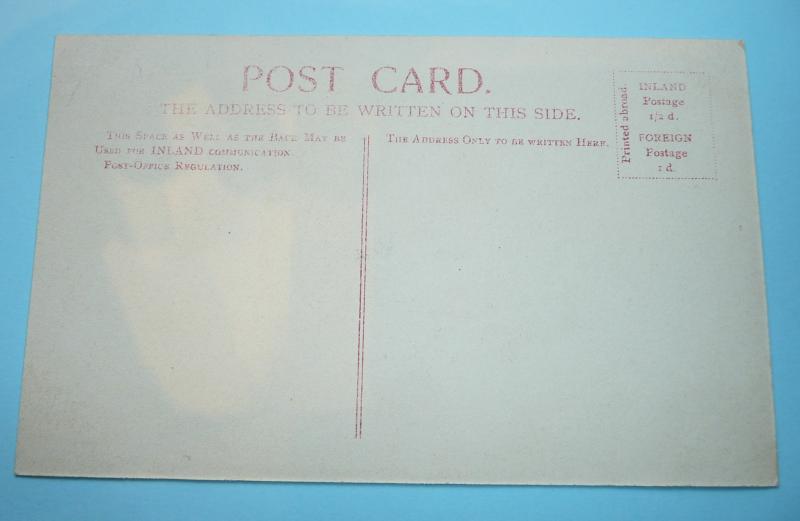 POST CARD.
THE ADDRESS TO BE WRITTEN ON THIS SIDE.
THIS SPACE AS WELL AS THE BACK MAY BE
USED FOR INLAND COMMUNICATION.
POST-OFFICE REGULATION.
THE ADDRESS ONLY TO BE WRITTEN HERE.
Printed abroad.
INLAND
Postage
1/2 d.
FOREIGN
Postage
1 d.